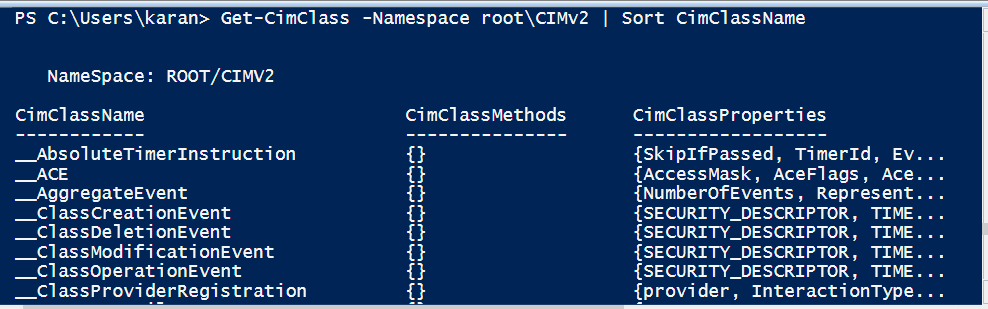 PS C:\Users\karan> Get-CimClass -Namespace root\CIMv2 | Sort CimClassName
NameSpace: ROOT/CIMV2
CimClassName CimClassMethods CimClassProperties
------------ --------------- ------------------
__AbsoluteTimerInstruction {} {SkipIfPassed, TimerId, Ev...
__ACE {} {AccessMask, AceFlags, Ace...
__AggregateEvent {} {NumberOfEvents, Represent...
__ClassCreationEvent {} {SECURITY_DESCRIPTOR, TIME...
__ClassDeletionEvent {} {SECURITY_DESCRIPTOR, TIME...
__ClassModificationEvent {} {SECURITY_DESCRIPTOR, TIME...
__ClassOperationEvent {} {SECURITY_DESCRIPTOR, TIME...
__ClassProviderRegistration {} {provider, InteractionType...